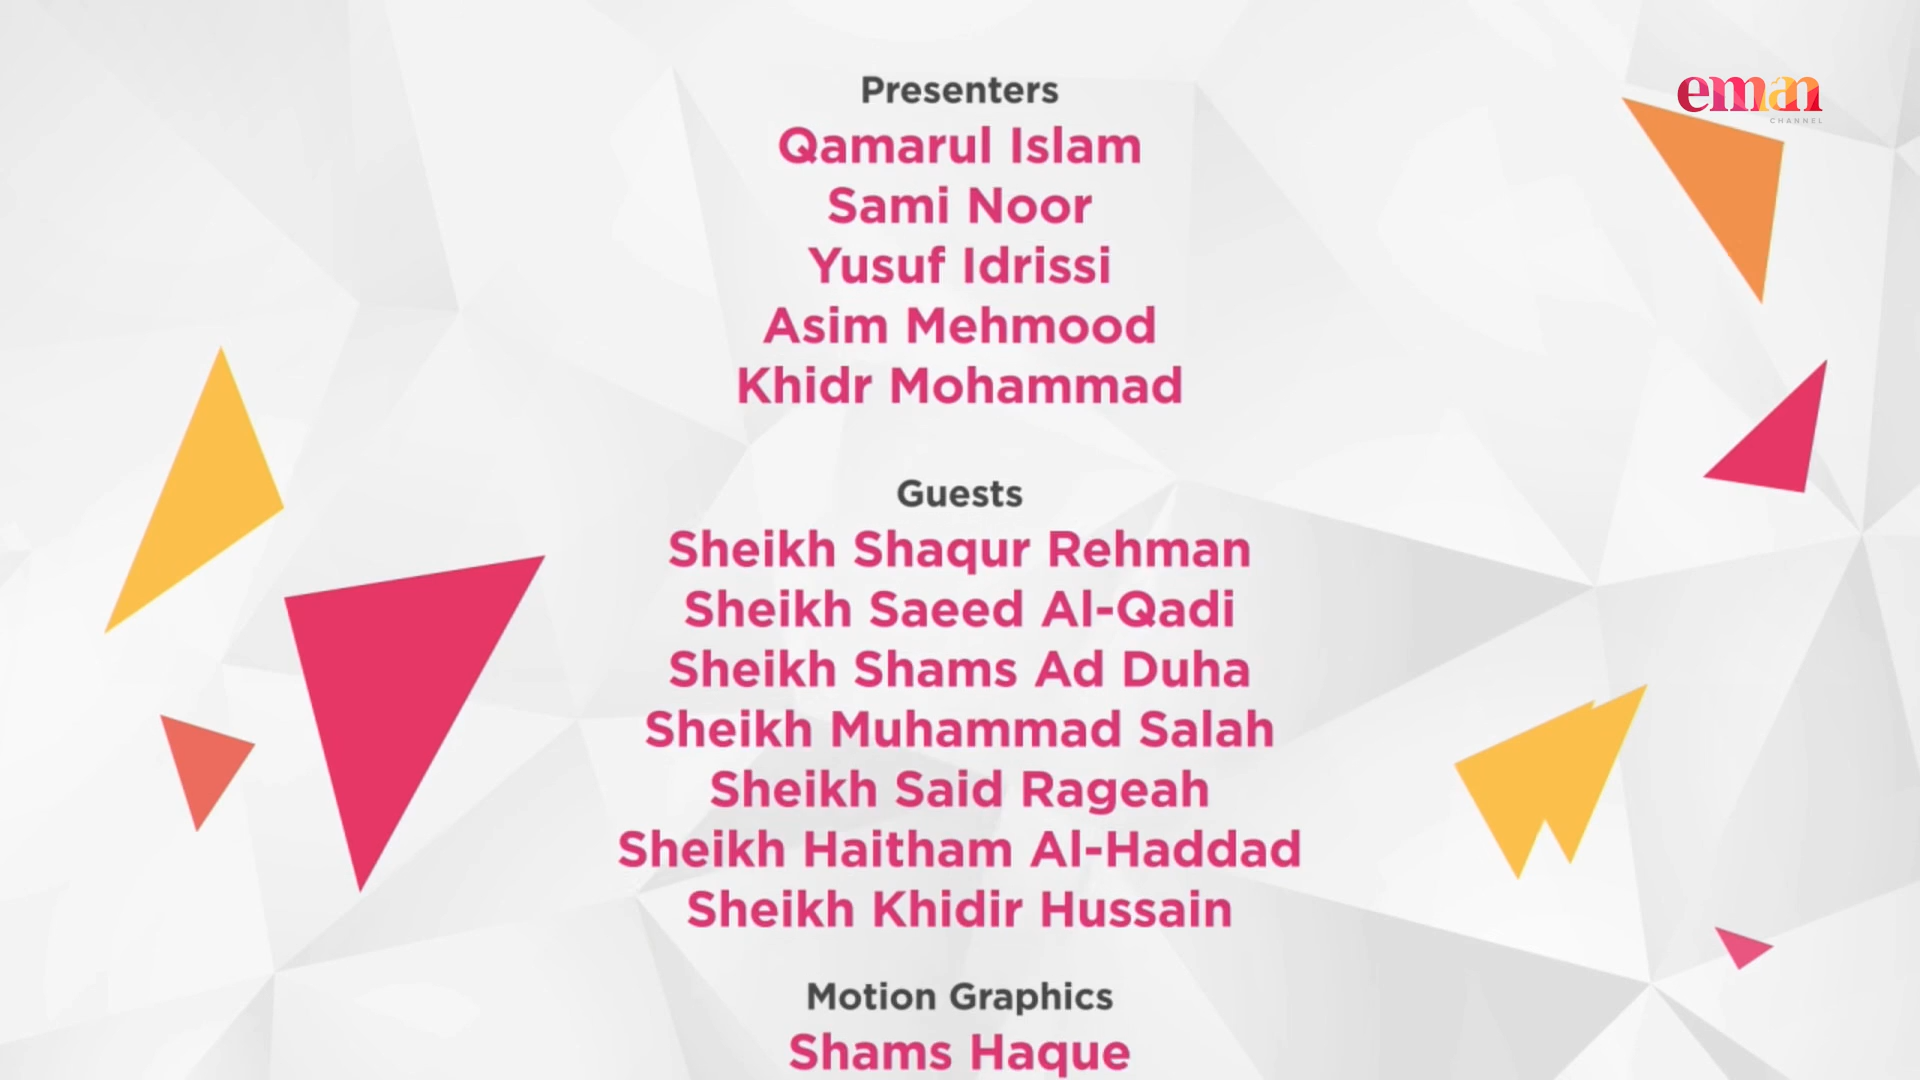 Presenters
Qamarul Islam
Sami Noor
Yusuf Idrissi
Asim Mehmood
Khidr Mohammad
Guests
Sheikh Shaqur Rehman
Sheikh Saeed Al-Qadi
Sheikh Shams Ad Duha
Sheikh Muhammad Salah
Sheikh Said Rageah
Sheikh Haitham Al-Haddad
Sheikh Khidir Hussain
Motion Graphics
Shams Haque
eman
CHANNEL